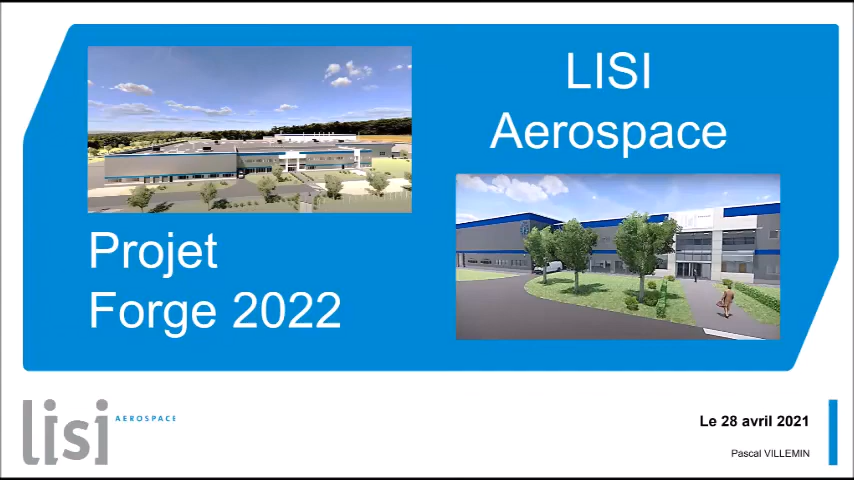 LISI
Aerospace
Projet
Forge 2022
lisi AEROSPACE
Le 28 avril 2021
Pascal VILLEMIN